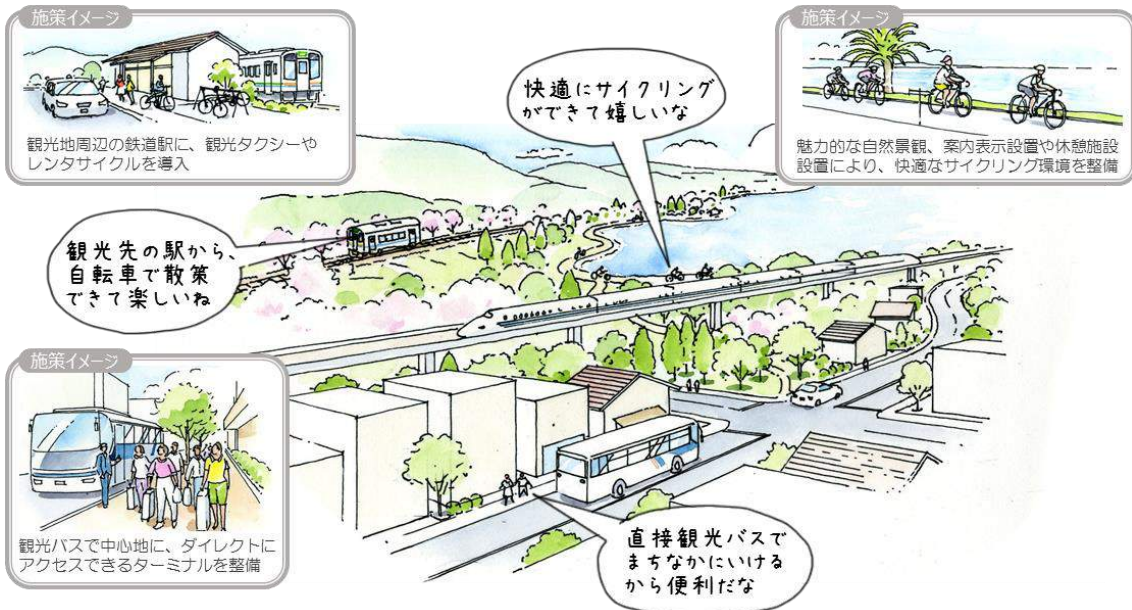 施策イメージ
観光地周辺の鉄道駅に、観光タクシーや
レンタサイクルを導入
施策イメージ
魅力的な自然景観、案内表示設置や休憩施設
設置により、快適なサイクリング環境を整備
快適にサイクリング
ができて嬉しいな
観光先の駅から、
自転車で散策
できて楽しいね
施策イメージ
観光バスで中心地に、ダイレクトに
アクセスできるターミナルを整備
直接観光バスで
まちなかにいける
から便利だな